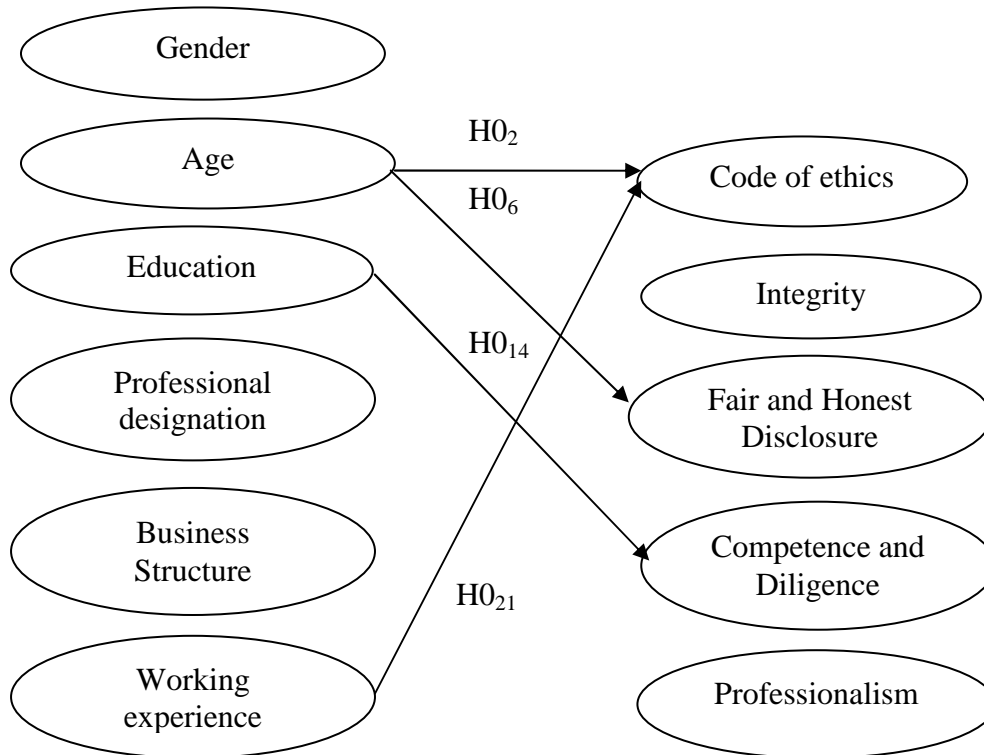 Gender
Age
Education
Professional
designation
Business
Structure
Working
experience
H0₂
H0₆
H0₁₄
H0₂₁
Code of ethics
Integrity
Fair and Honest
Disclosure
Competence and
Diligence
Professionalism